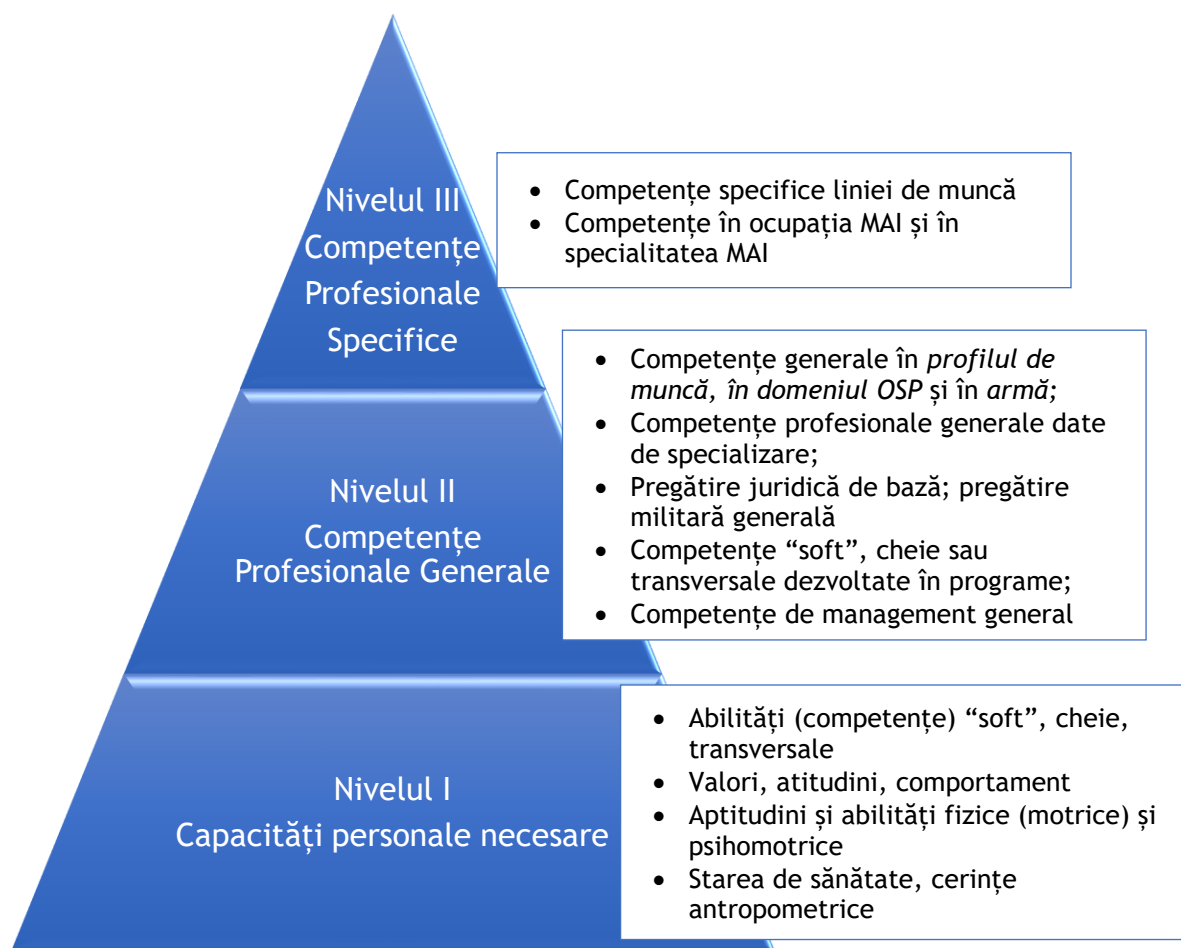 Nivelul III
Competențe
Profesionale
Specifice
• Competențe specifice liniei de muncă
• Competențe în ocupația MAI și în
specialitatea MAI
Nivelul II
Competențe
Profesionale Generale
• Competențe generale în profilul de
muncă, în domeniul OSP și în armă;
• Competențe profesionale generale date
de specializare;
• Pregătire juridică de bază; pregătire
militară generală
• Competențe “soft”, cheie sau
transversale dezvoltate în programe;
• Competențe de management general
Nivelul I
Capacități personale necesare
• Abilități (competențe) “soft”, cheie,
transversale
• Valori, atitudini, comportament
• Aptitudini și abilități fizice (motrice) și
psihomotrice
• Starea de sănătate, cerințe
antropometrice